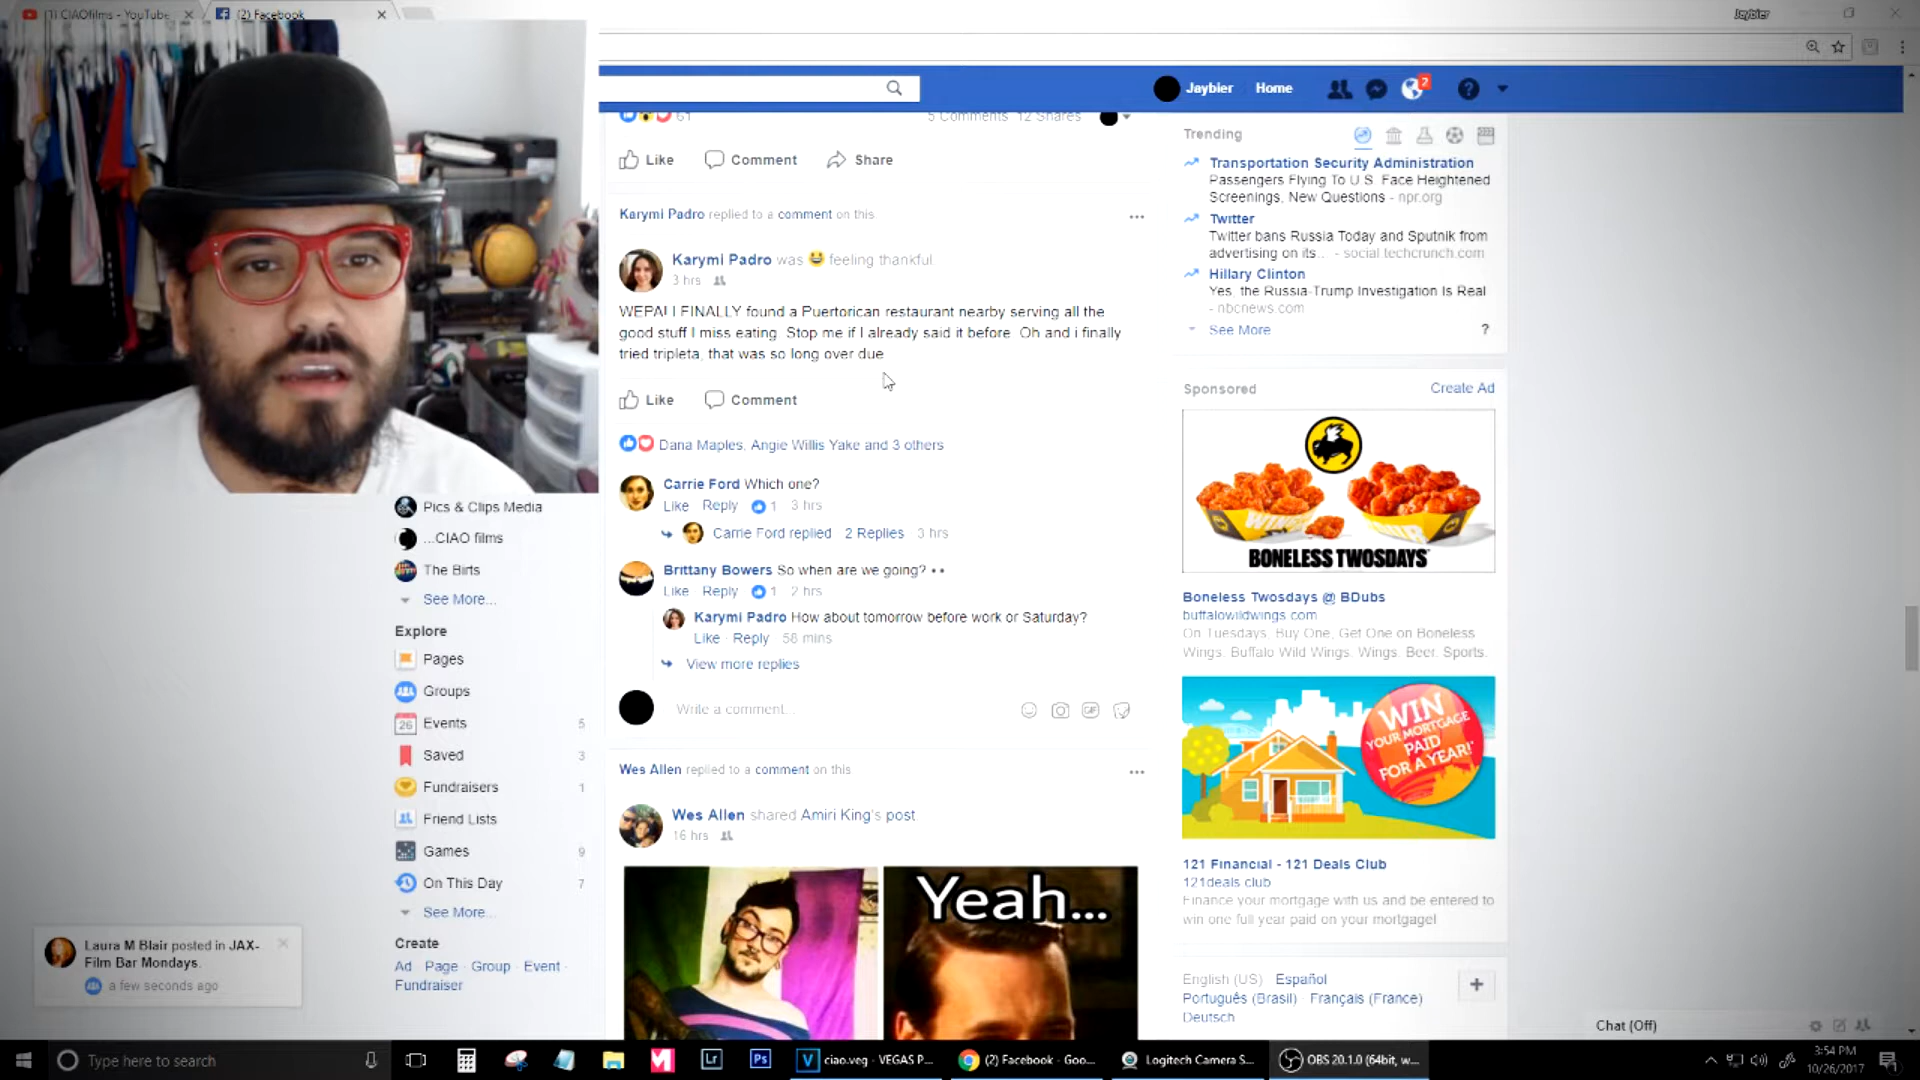 (1) CIAOfilms - YouTube
(2) Facebook
Jaybier
Jaybier Home
2
61
5 Comments 12 Shares
Like Comment Share
Karymi Padro replied to a comment on this.
Karymi Padro was feeling thankful.
3 hrs
WEPA! I FINALLY found a Puertorican restaurant nearby serving all the
good stuff I miss eating. Stop me if I already said it before. Oh and i finally
tried tripleta, that was so long over due
Like Comment
Dana Maples, Angie Willis Yake and 3 others
Carrie Ford Which one?
Like Reply 1 3 hrs
Carrie Ford replied 2 Replies 3 hrs
Brittany Bowers So when are we going?
Like Reply 1 2 hrs
Karymi Padro How about tomorrow before work or Saturday?
Like Reply 58 mins
View more replies
Write a comment...
GIF
Wes Allen replied to a comment on this
Wes Allen shared Amiri King's post
16 hrs
Yeah...
Trending
Transportation Security Administration
Passengers Flying To U.S. Face Heightened
Screenings, New Questions - npr.org
Twitter
Twitter bans Russia Today and Sputnik from
advertising on its... - social.techcrunch.com
Hillary Clinton
Yes, the Russia-Trump Investigation Is Real
- nbcnews.com
See More
?
Sponsored Create Ad
BONELESS TWOSDAYS
Boneless Twosdays @ BDubs
buffalowildwings.com
On Tuesdays, Buy One, Get One on Boneless
Wings. Buffalo Wild Wings. Wings. Beer. Sports.
WIN
YOUR MORTGAGE
PAID
FOR A YEAR!*
121 Financial - 121 Deals Club
121deals.club
Finance your mortgage with us and be entered to
win one full year paid on your mortgage!
English (US) Español
Português (Brasil) Français (France)
Deutsch
Pics & Clips Media
...CIAO films
The Birts
See More...
Explore
Pages
Groups
26 Events 5
Saved 3
Fundraisers 1
Friend Lists
Games 9
On This Day 7
See More...
Create
Ad Page Group Event
Fundraiser
Laura M Blair posted in JAX-
Film Bar Mondays.
a few seconds ago
Chat (Off)
Type here to search
Lr
Ps
ciao.veg - VEGAS P...
(2) Facebook - Goo...
Logitech Camera S...
OBS 20.1.0 (64bit, w...
3:54 PM
10/26/2017